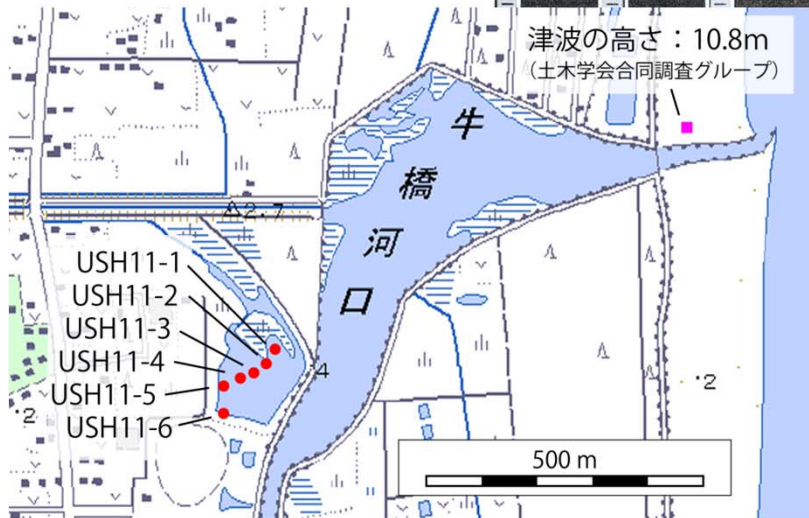 津波の高さ：10.8m
（土木学会合同調査グループ）
牛
橋
河
口
2.7
USH11-1
USH11-2
USH11-3
USH11-4
USH11-5
USH11-6
4
2
2
500 m